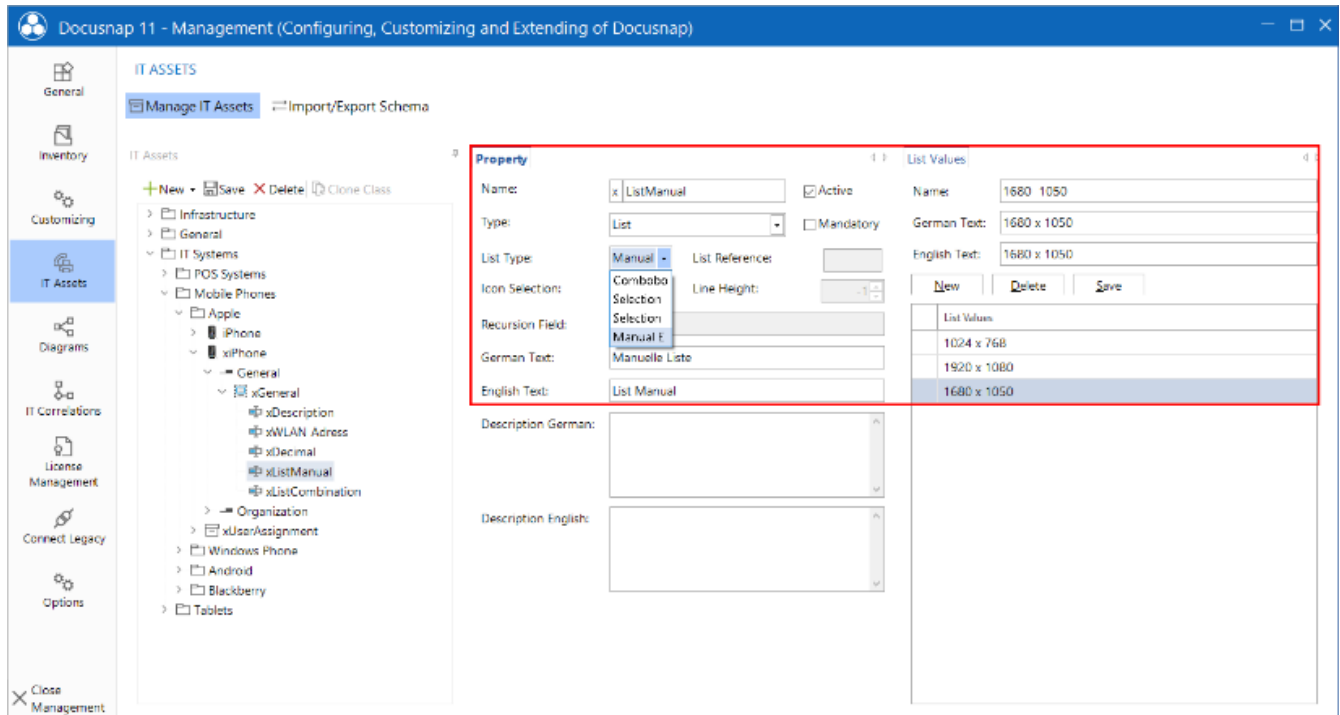 Docusnap 11 - Management (Configuring, Customizing and Extending of Docusnap)
General
Inventory
Customizing
IT Assets
Diagrams
IT Correlations
License
Management
Connect Legacy
Options
Close
Management
IT ASSETS
Manage IT Assets
Import/Export Schema
IT Assets
New
Save
Delete
Clone Class
Infrastructure
General
IT Systems
POS Systems
Mobile Phones
Apple
iPhone
xiPhone
General
xGeneral
xDescription
xWLAN Adress
xDecimal
xListManual
xListCombination
Organization
xUserAssignment
Windows Phone
Android
Blackberry
Tablets
Property
Name: x ListManual Active
Type: List Mandatory
List Type: Manual List Reference:
Combobo
Selection
Selection
Manual E
Icon Selection: Line Height: -1
Recursion Field:
German Text: Manuelle Liste
English Text: List Manual
Description German:
Description English:
List Values
Name: 1680 1050
German Text: 1680 x 1050
English Text: 1680 x 1050
New Delete Save
List Values
1024 x 768
1920 x 1080
1680 x 1050